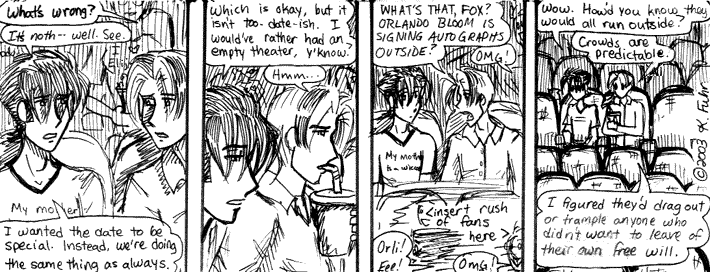 What's wrong?
It's noth-- well. See.
My mother
I wanted the date to be
special. Instead, we're doing
the same thing as always.
Which is okay, but it
isn't too date-ish. I
would've rather had an
empty theater, y'know?
Hmm...
WHAT'S THAT, FOX?
ORLANDO BLOOM IS
SIGNING AUTOGRAPHS
OUTSIDE?
OMG!
My mother
is a
<insert rush
of fans
here>
Orli!
Eee!
OMG!
Wow. How'd you know they
would all run outside?
Crowds are
predictable.
I figured they'd drag out
or trample anyone who
didn't want to leave of
their own free will.
©2003 K. Fuhr